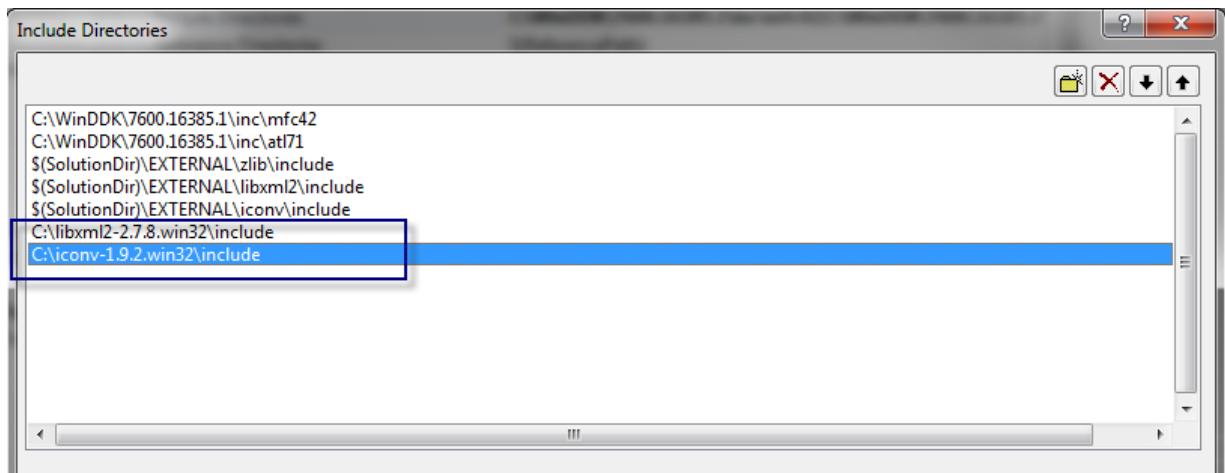 Include Directories
?
C:\WinDDK\7600.16385.1\inc\mfc42
C:\WinDDK\7600.16385.1\inc\atl71
$(SolutionDir)\EXTERNAL\zlib\include
$(SolutionDir)\EXTERNAL\libxml2\include
$(SolutionDir)\EXTERNAL\iconv\include
C:\libxml2-2.7.8.win32\include
C:\iconv-1.9.2.win32\include